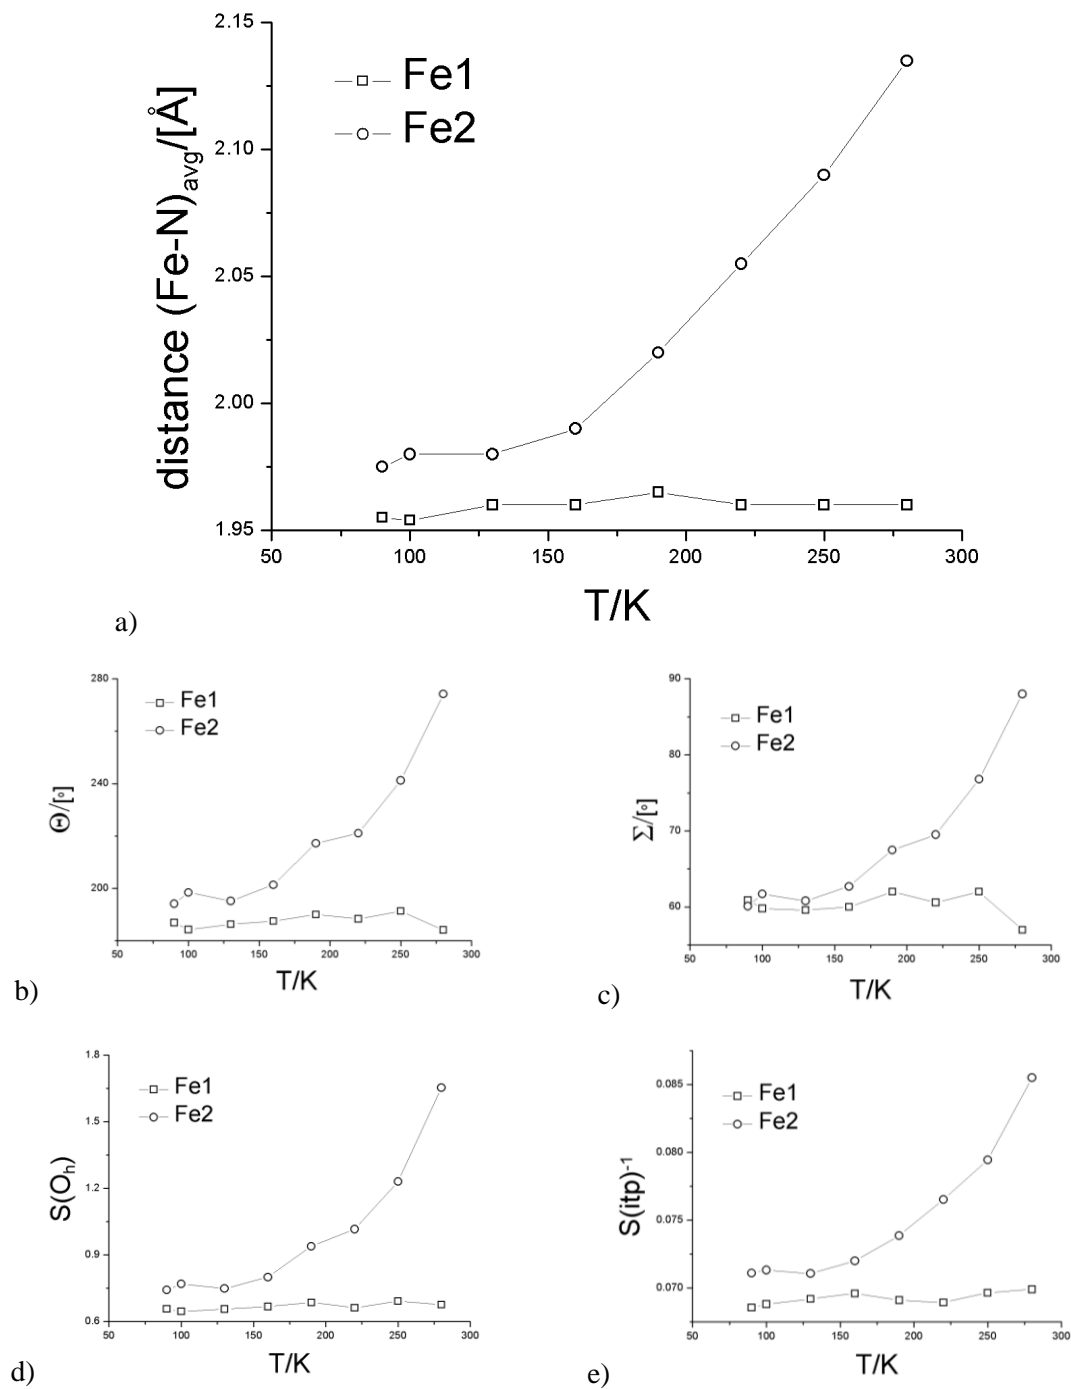 2.15
2.10
2.05
2.00
1.95
distance (Fe-N)avg/[Å]
Fe1
Fe2
50 100 150 200 250 300
T/K
a)
280
240
200
Θ/[º]
Fe1
Fe2
50 100 150 200 250 300
T/K
b)
90
80
70
60
Σ/[º]
Fe1
Fe2
50 100 150 200 250 300
T/K
c)
1.8
1.5
1.2
0.9
0.6
S(Oh)
Fe1
Fe2
50 100 150 200 250 300
T/K
d)
0.085
0.080
0.075
0.070
S(itp)-1
Fe1
Fe2
50 100 150 200 250 300
T/K
e)